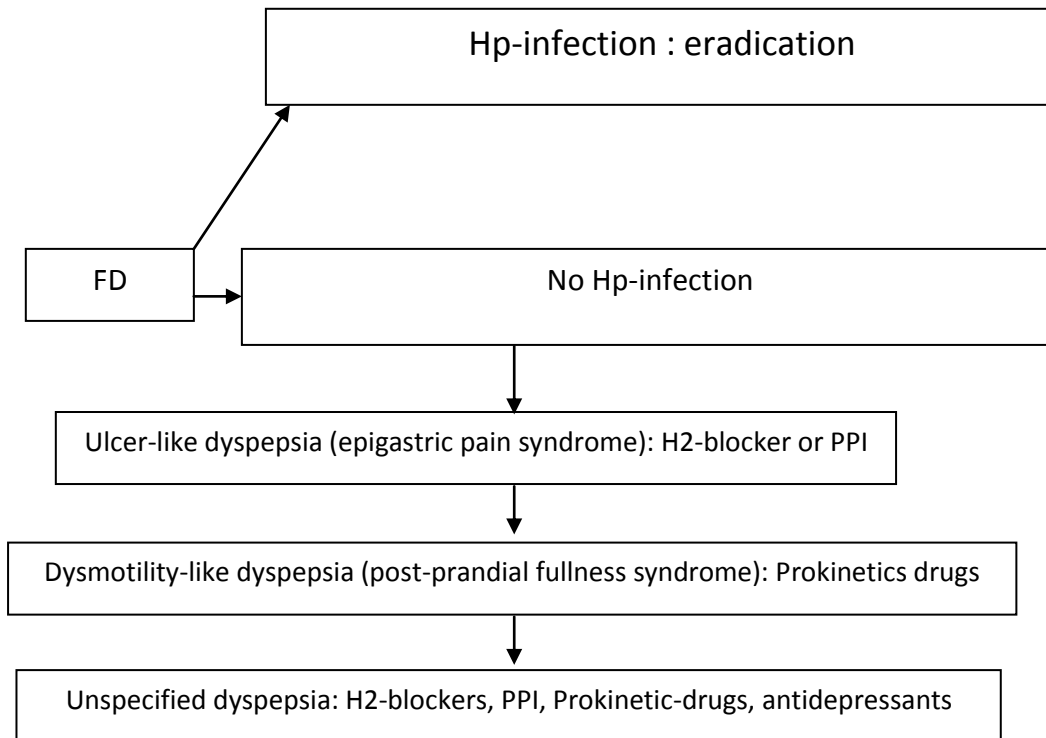 Hp-infection : eradication
FD
No Hp-infection
Ulcer-like dyspepsia (epigastric pain syndrome): H2-blocker or PPI
Dysmotility-like dyspepsia (post-prandial fullness syndrome): Prokinetics drugs
Unspecified dyspepsia: H2-blockers, PPI, Prokinetic-drugs, antidepressants